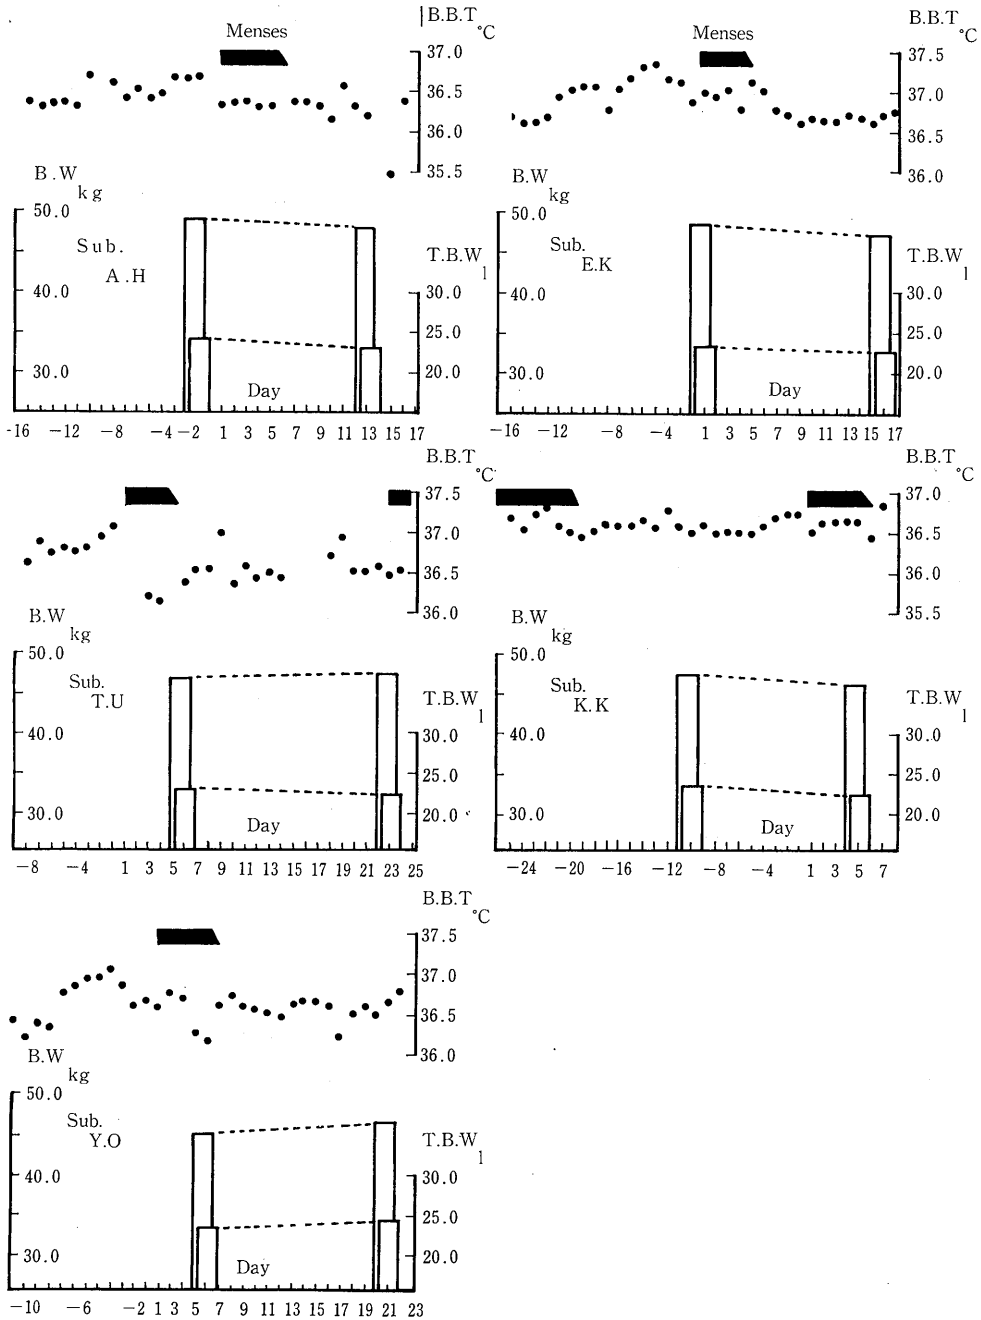 Menses
B.B.T
°C
37.0
36.5
36.0
35.5
B.W
kg
50.0
40.0
30.0
Sub.
A.H
T.B.W
l
30.0
25.0
20.0
Day
-16 -12 -8 -4 -2 1 3 5 7 9 11 13 15 17
Menses
B.B.T
°C
37.5
37.0
36.5
36.0
B.W
kg
50.0
40.0
30.0
Sub.
E.K
T.B.W
l
30.0
25.0
20.0
Day
-16 -12 -8 -4 1 3 5 7 9 11 13 15 17
B.B.T
°C
37.5
37.0
36.5
36.0
B.W
kg
50.0
40.0
30.0
Sub.
T.U
T.B.W
l
30.0
25.0
20.0
Day
-8 -4 1 3 5 7 9 11 13 15 17 19 21 23 25
B.B.T
°C
37.0
36.5
36.0
35.5
B.W
kg
50.0
40.0
30.0
Sub.
K.K
T.B.W
l
30.0
25.0
20.0
Day
-24 -20 -16 -12 -8 -4 1 3 5 7
B.B.T
°C
37.5
37.0
36.5
36.0
B.W
kg
50.0
40.0
30.0
Sub.
Y.O
T.B.W
l
30.0
25.0
20.0
Day
-10 -6 -2 1 3 5 7 9 11 13 15 17 19 21 23